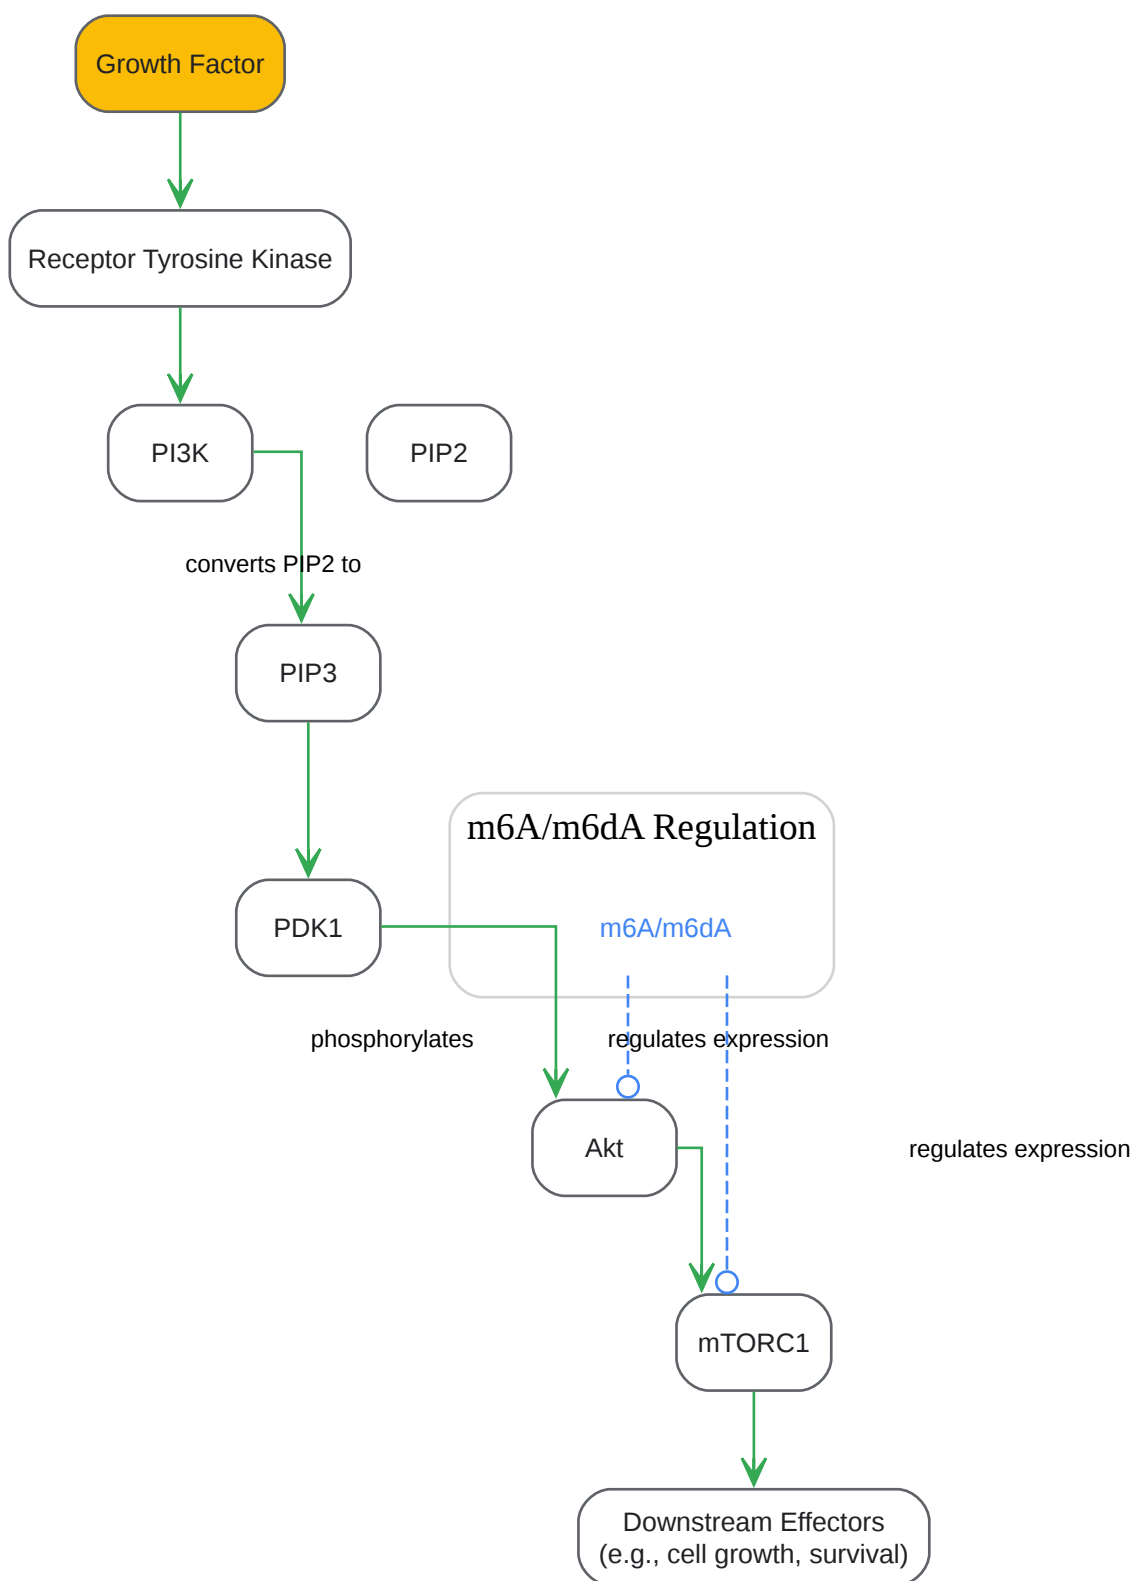 Growth Factor
Receptor Tyrosine Kinase
PI3K
PIP2
converts PIP2 to
PIP3
m6A/m6dA Regulation
PDK1
m6A/m6dA
phosphorylates
regulates expression
Akt
regulates expression
mTORC1
Downstream Effectors
(e.g., cell growth, survival)